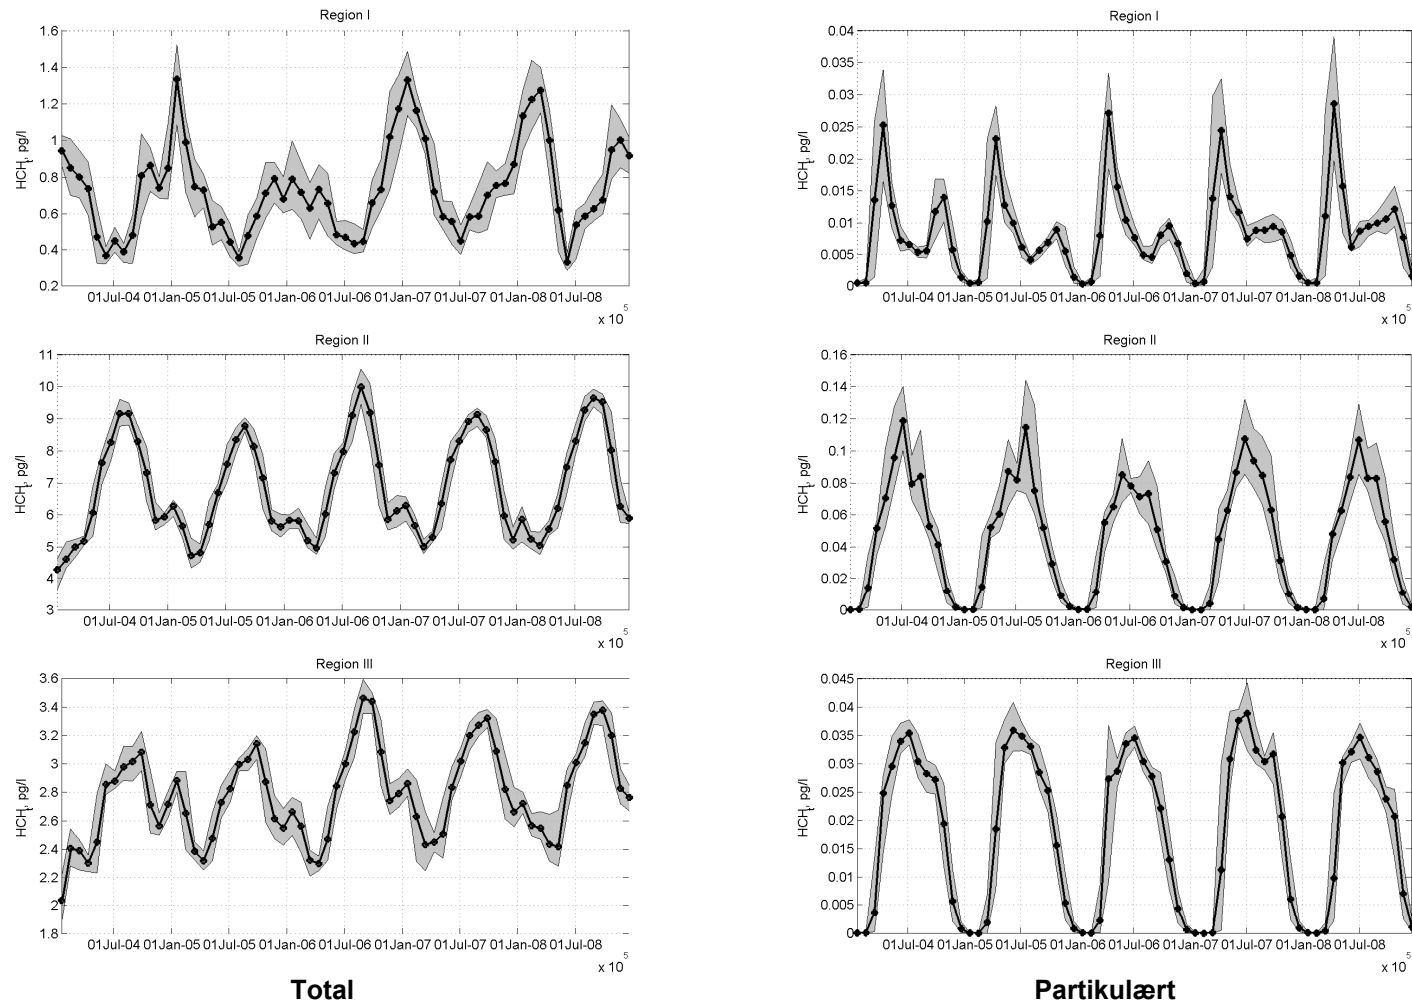 Region I
HCH_t, pg/l
1.6
1.4
1.2
1
0.8
0.6
0.4
0.2
01Jul-04 01Jan-05 01Jul-05 01Jan-06 01Jul-06 01Jan-07 01Jul-07 01Jan-08 01Jul-08
x 10^5
Region I
HCH_t, pg/l
0.04
0.035
0.03
0.025
0.02
0.015
0.01
0.005
0
01Jul-04 01Jan-05 01Jul-05 01Jan-06 01Jul-06 01Jan-07 01Jul-07 01Jan-08 01Jul-08
x 10^5
Region II
HCH_t, pg/l
11
10
9
8
7
6
5
4
3
01Jul-04 01Jan-05 01Jul-05 01Jan-06 01Jul-06 01Jan-07 01Jul-07 01Jan-08 01Jul-08
x 10^5
Region II
HCH_t, pg/l
0.16
0.14
0.12
0.1
0.08
0.06
0.04
0.02
0
01Jul-04 01Jan-05 01Jul-05 01Jan-06 01Jul-06 01Jan-07 01Jul-07 01Jan-08 01Jul-08
x 10^5
Region III
HCH_t, pg/l
3.6
3.4
3.2
3
2.8
2.6
2.4
2.2
2
1.8
01Jul-04 01Jan-05 01Jul-05 01Jan-06 01Jul-06 01Jan-07 01Jul-07 01Jan-08 01Jul-08
x 10^5
Region III
HCH_t, pg/l
0.045
0.04
0.035
0.03
0.025
0.02
0.015
0.01
0.005
0
01Jul-04 01Jan-05 01Jul-05 01Jan-06 01Jul-06 01Jan-07 01Jul-07 01Jan-08 01Jul-08
x 10^5
Total
Partikulært